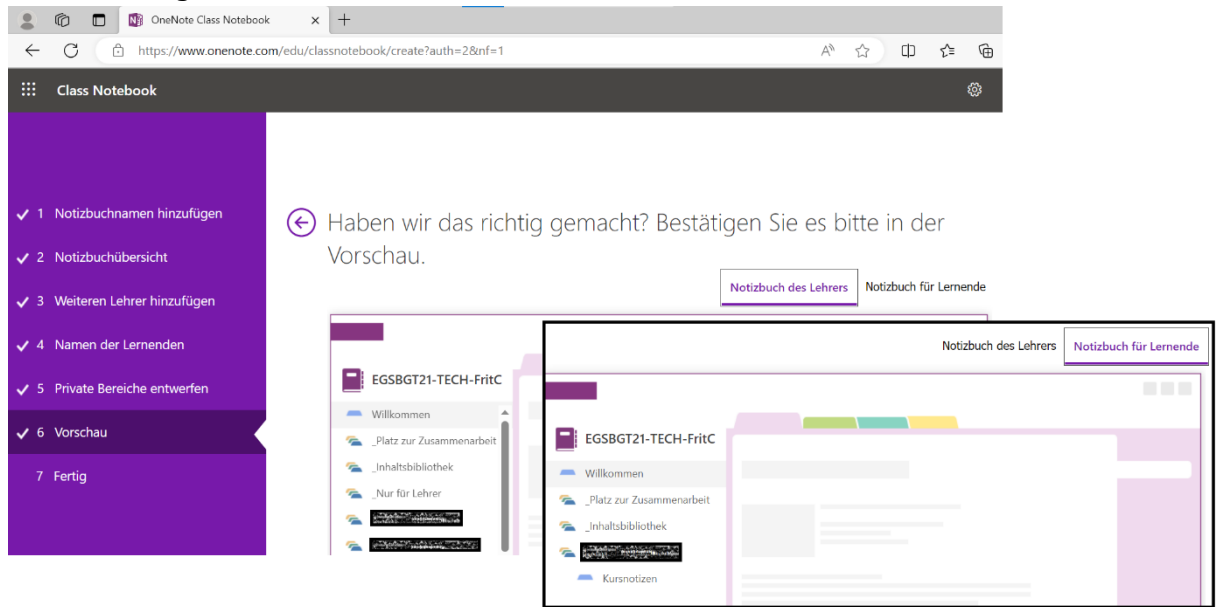 OneNote Class Notebook
https://www.onenote.com/edu/classnotebook/create?auth=2&nf=1
Class Notebook
1 Notizbuchnamen hinzufügen
2 Notizbuchübersicht
3 Weiteren Lehrer hinzufügen
4 Namen der Lernenden
5 Private Bereiche entwerfen
6 Vorschau
7 Fertig
Haben wir das richtig gemacht? Bestätigen Sie es bitte in der
Vorschau.
Notizbuch des Lehrers Notizbuch für Lernende
EGSBGT21-TECH-FritC
Willkommen
_Platz zur Zusammenarbeit
_Inhaltsbibliothek
_Nur für Lehrer
Notizbuch des Lehrers Notizbuch für Lernende
EGSBGT21-TECH-FritC
Willkommen
_Platz zur Zusammenarbeit
_Inhaltsbibliothek
Kursnotizen